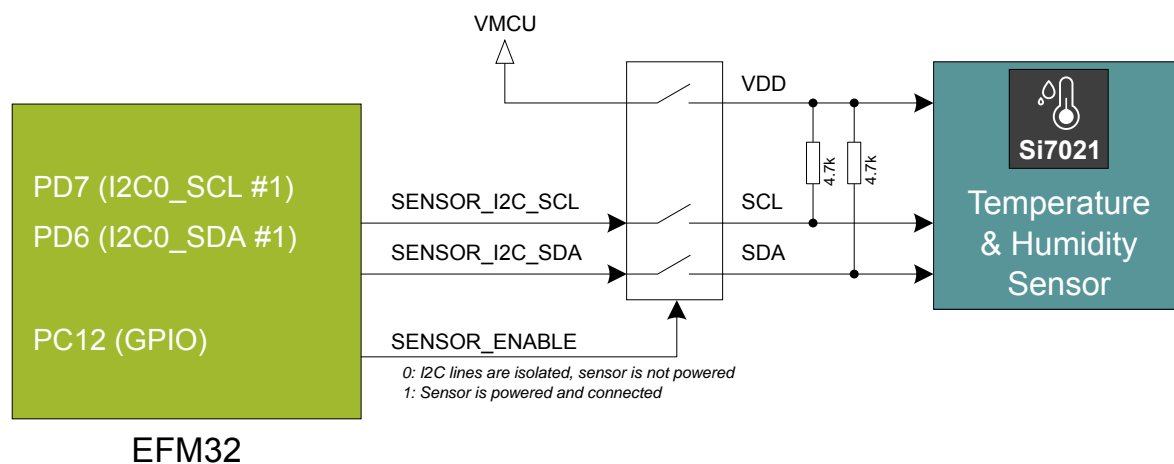 VMCU
VDD
Si7021
4.7k
4.7k
PD7 (I2C0_SCL #1)
SENSOR_I2C_SCL
SCL
Temperature
& Humidity
Sensor
PD6 (I2C0_SDA #1)
SENSOR_I2C_SDA
SDA
PC12 (GPIO)
SENSOR_ENABLE
0: I2C lines are isolated, sensor is not powered
1: Sensor is powered and connected
EFM32